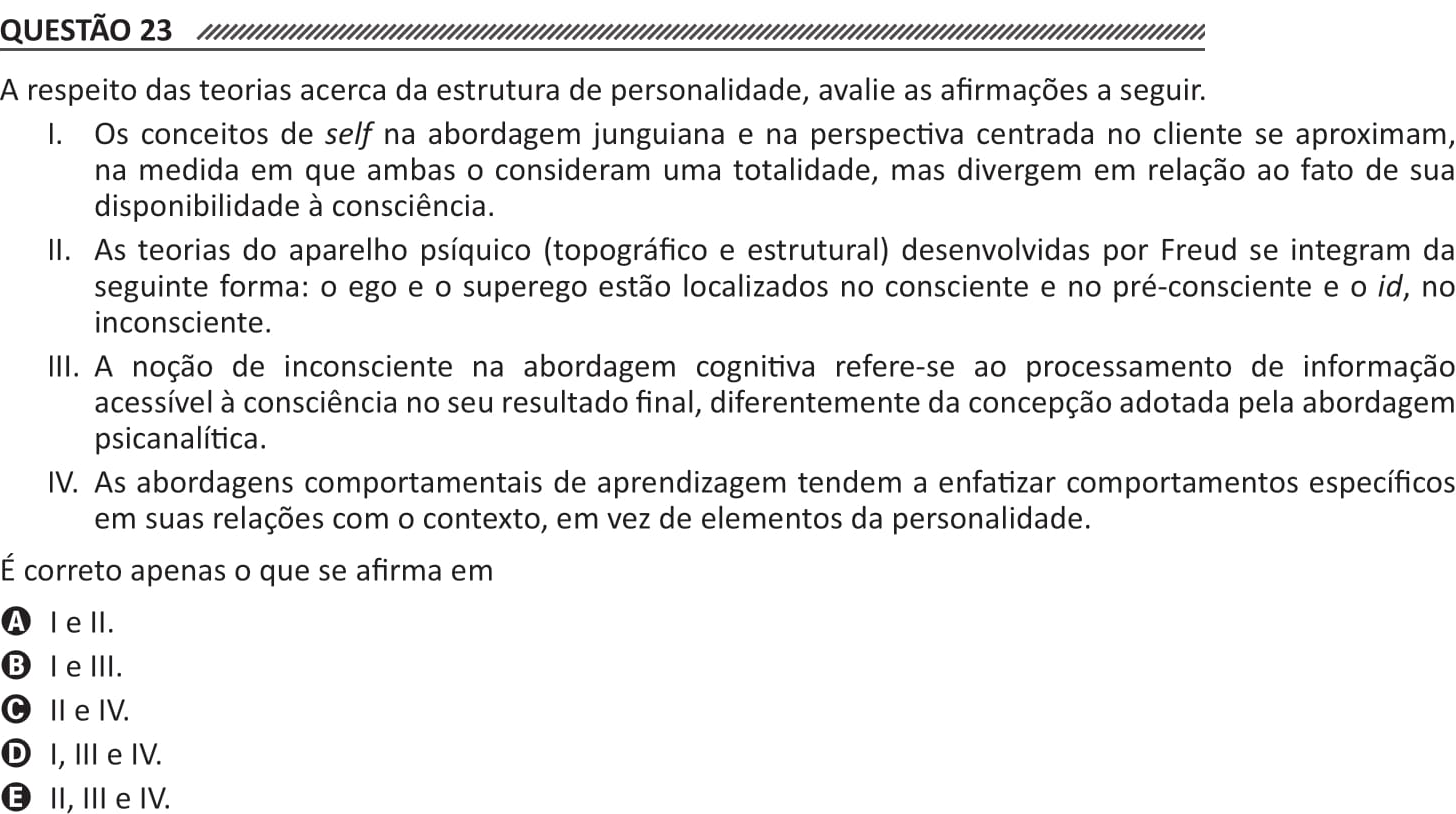 QUESTÃO 23
A respeito das teorias acerca da estrutura de personalidade, avalie as afirmações a seguir.
I. Os conceitos de self na abordagem junguiana e na perspectiva centrada no cliente se aproximam,
na medida em que ambas o consideram uma totalidade, mas divergem em relação ao fato de sua
disponibilidade à consciência.
II. As teorias do aparelho psíquico (topográfico e estrutural) desenvolvidas por Freud se integram da
seguinte forma: o ego e o superego estão localizados no consciente e no pré-consciente e o id, no
inconsciente.
III. A noção de inconsciente na abordagem cognitiva refere-se ao processamento de informação
acessível à consciência no seu resultado final, diferentemente da concepção adotada pela abordagem
psicanalítica.
IV. As abordagens comportamentais de aprendizagem tendem a enfatizar comportamentos específicos
em suas relações com o contexto, em vez de elementos da personalidade.
É correto apenas o que se afirma em
A I e II.
B I e III.
C II e IV.
D I, III e IV.
E II, III e IV.